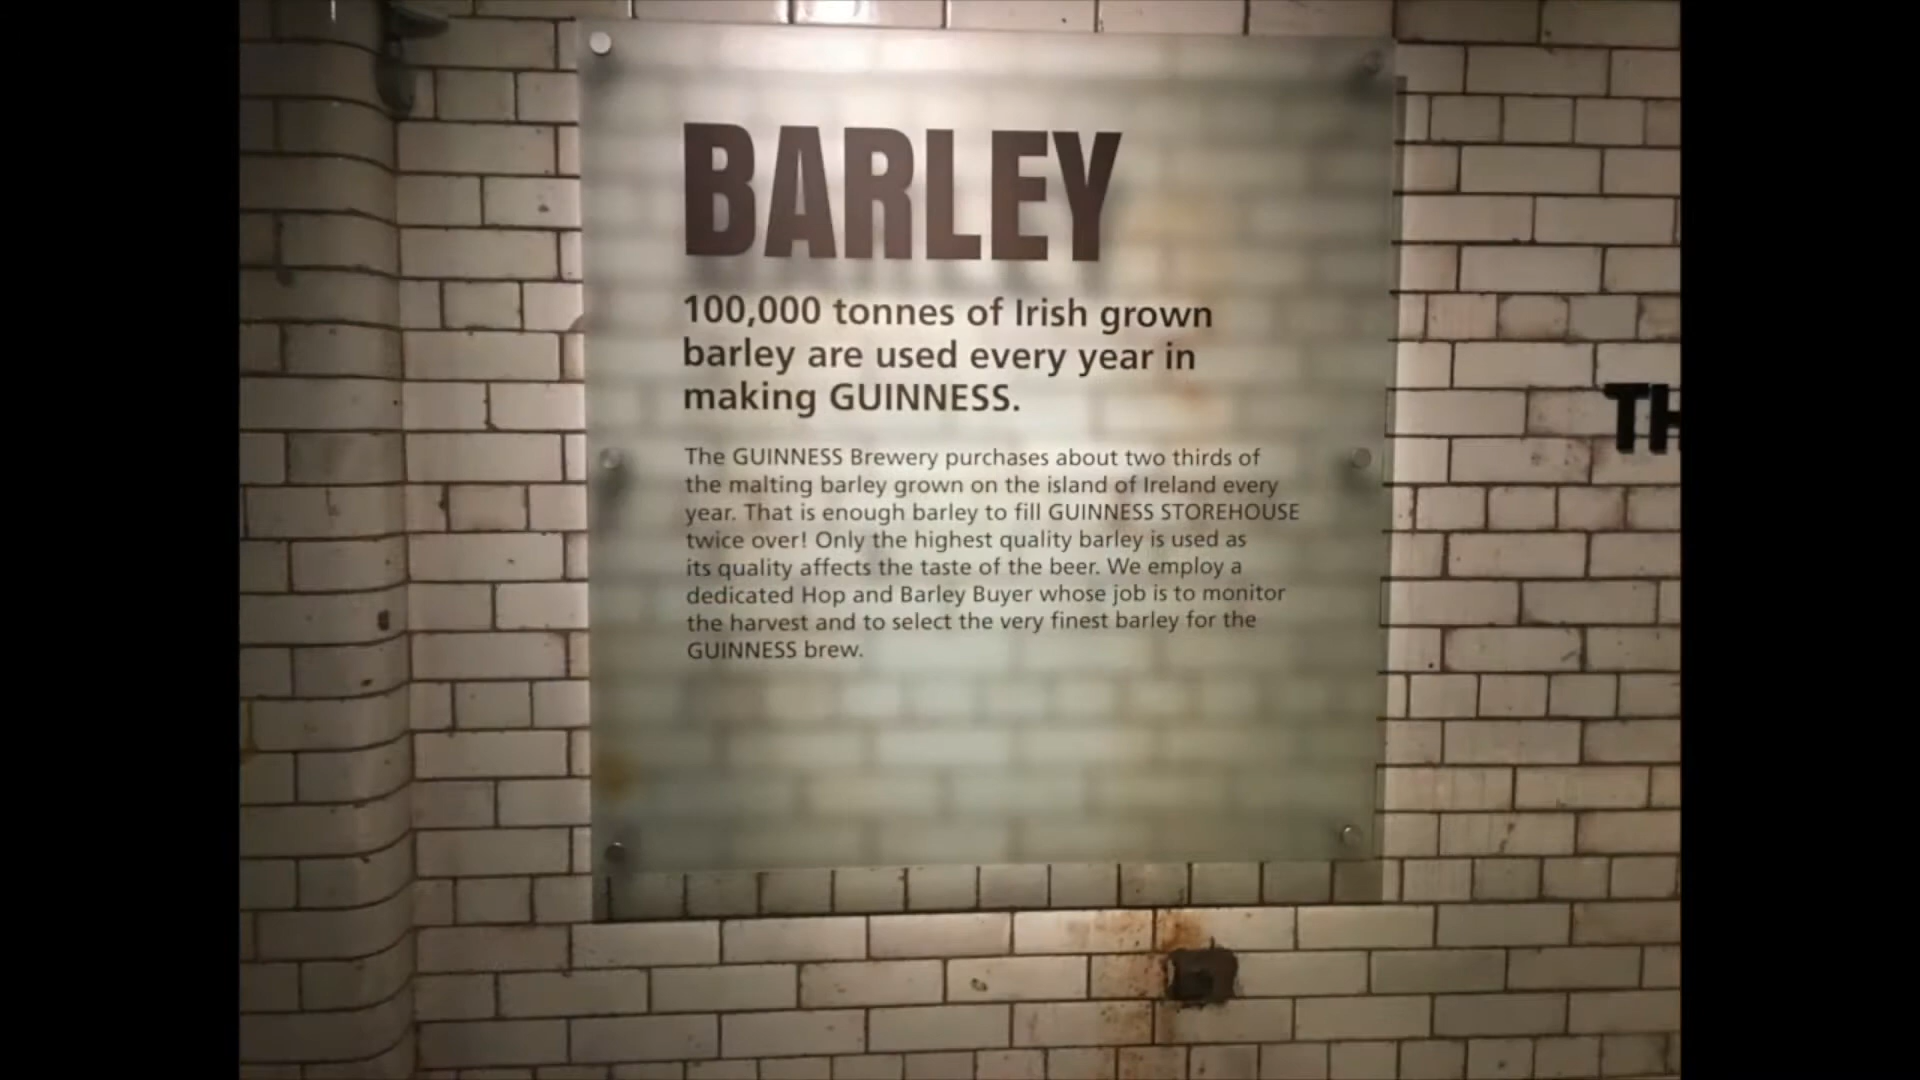 BARLEY
100,000 tonnes of Irish grown
barley are used every year in
making GUINNESS.
The GUINNESS Brewery purchases about two thirds of
the malting barley grown on the island of Ireland every
year. That is enough barley to fill GUINNESS STOREHOUSE
twice over! Only the highest quality barley is used as
its quality affects the taste of the beer. We employ a
dedicated Hop and Barley Buyer whose job is to monitor
the harvest and to select the very finest barley for the
GUINNESS brew.
TH